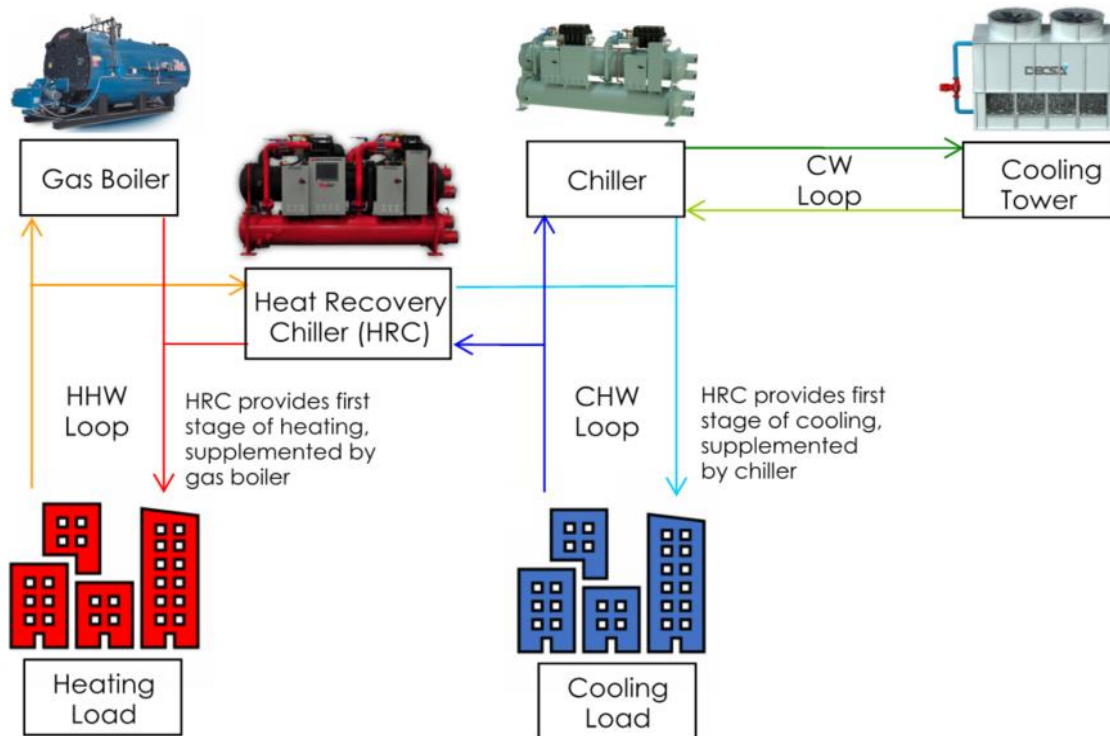 Gas Boiler
Chiller
CW
Loop
Cooling
Tower
Heat Recovery
Chiller (HRC)
HHW
Loop
HRC provides first
stage of heating,
supplemented by
gas boiler
CHW
Loop
HRC provides first
stage of cooling,
supplemented
by chiller
Heating
Load
Cooling
Load